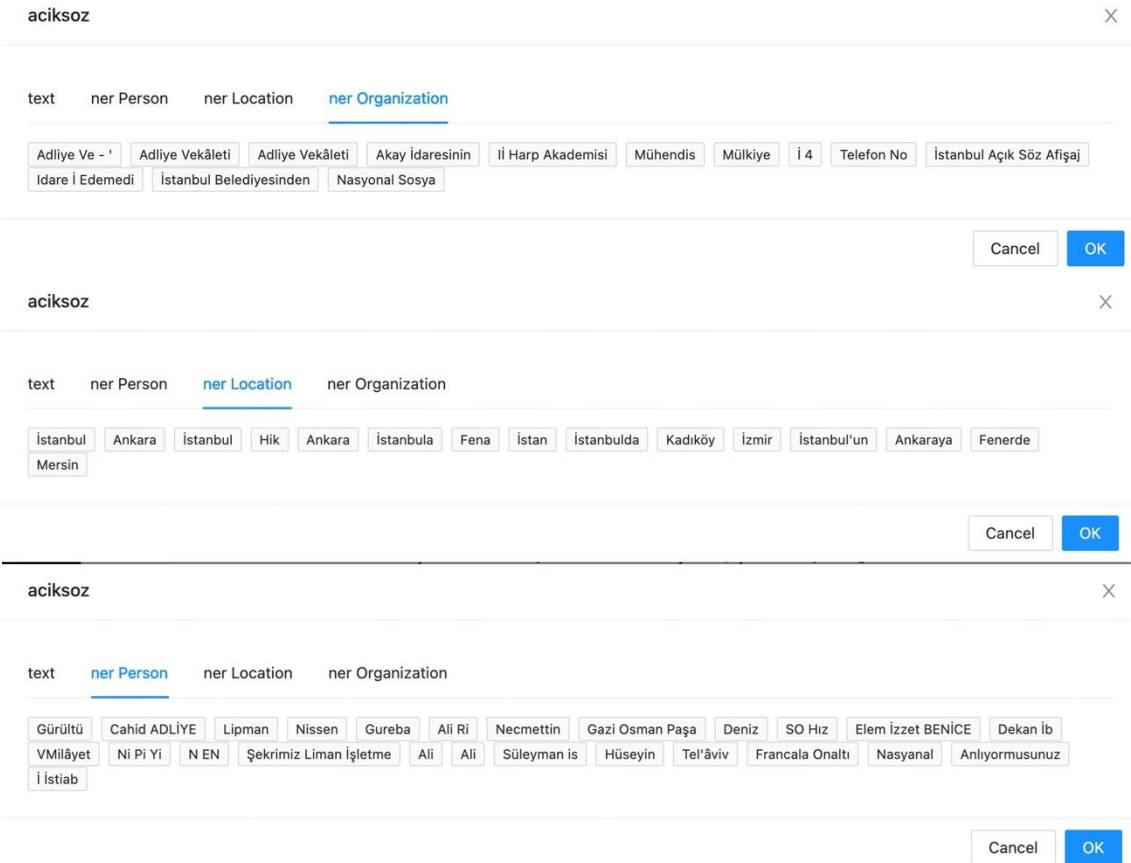 aciksoz
text ner Person ner Location ner Organization
Adliye Ve - ' Adliye Vekâleti Adliye Vekâleti Akay İdaresinin Iİ Harp Akademisi Mühendis Mülkiye İ 4 Telefon No İstanbul Açık Söz Afişaj
Idare İ Edemedi İstanbul Belediyesinden Nasyonal Sosya
Cancel OK
aciksoz
text ner Person ner Location ner Organization
İstanbul Ankara İstanbul Hik Ankara İstanbula Fena İstan İstanbulda Kadıköy İzmir İstanbul'un Ankaraya Fenerde
Mersin
Cancel OK
aciksoz
text ner Person ner Location ner Organization
Gürültü Cahid ADLİYE Lipman Nissen Gureba Ali Ri Necmettin Gazi Osman Paşa Deniz SO Hız Elem İzzet BENİCE Dekan İb
VMilâyet Ni Pi Yi N EN Şekrimiz Liman İşletme Ali Ali Süleyman is Hüseyin Tel'âviv Francala Onaltı Nasyanal Anlıyormusunuz
İ İstiab
Cancel OK